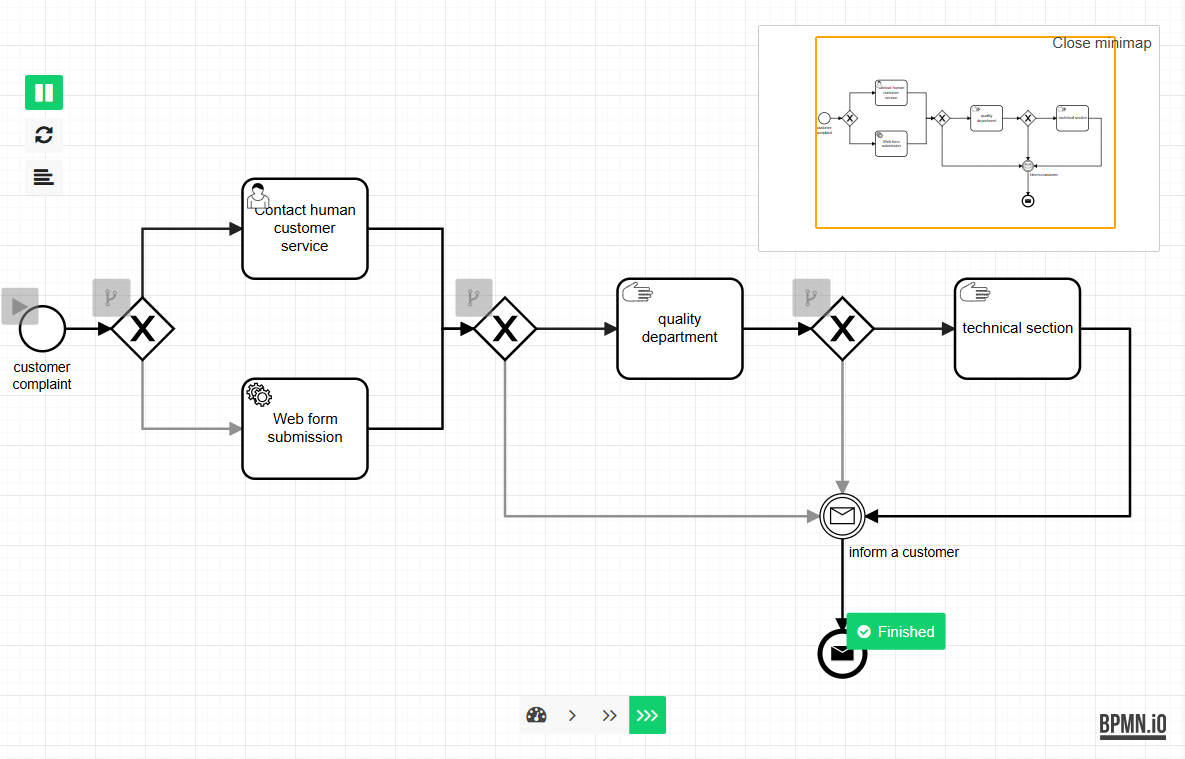 Close minimap
Contact human
customer
service
customer
complaint
Web form
submission
quality
department
technical section
inform a customer
Finished
BPMN.iO